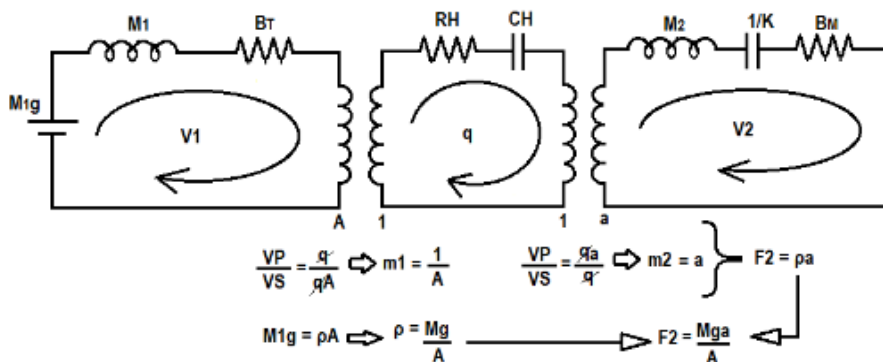 M1 BT RH CH M2 1/K BM
M1g V1 q V2
A 1 1 a
VP/VS = q/qA ⇨ m1 = 1/A VP/VS = qa/q ⇨ m2 = a } F2 = ρa
M1g = ρA ⇨ ρ = Mg/A F2 = Mga/A